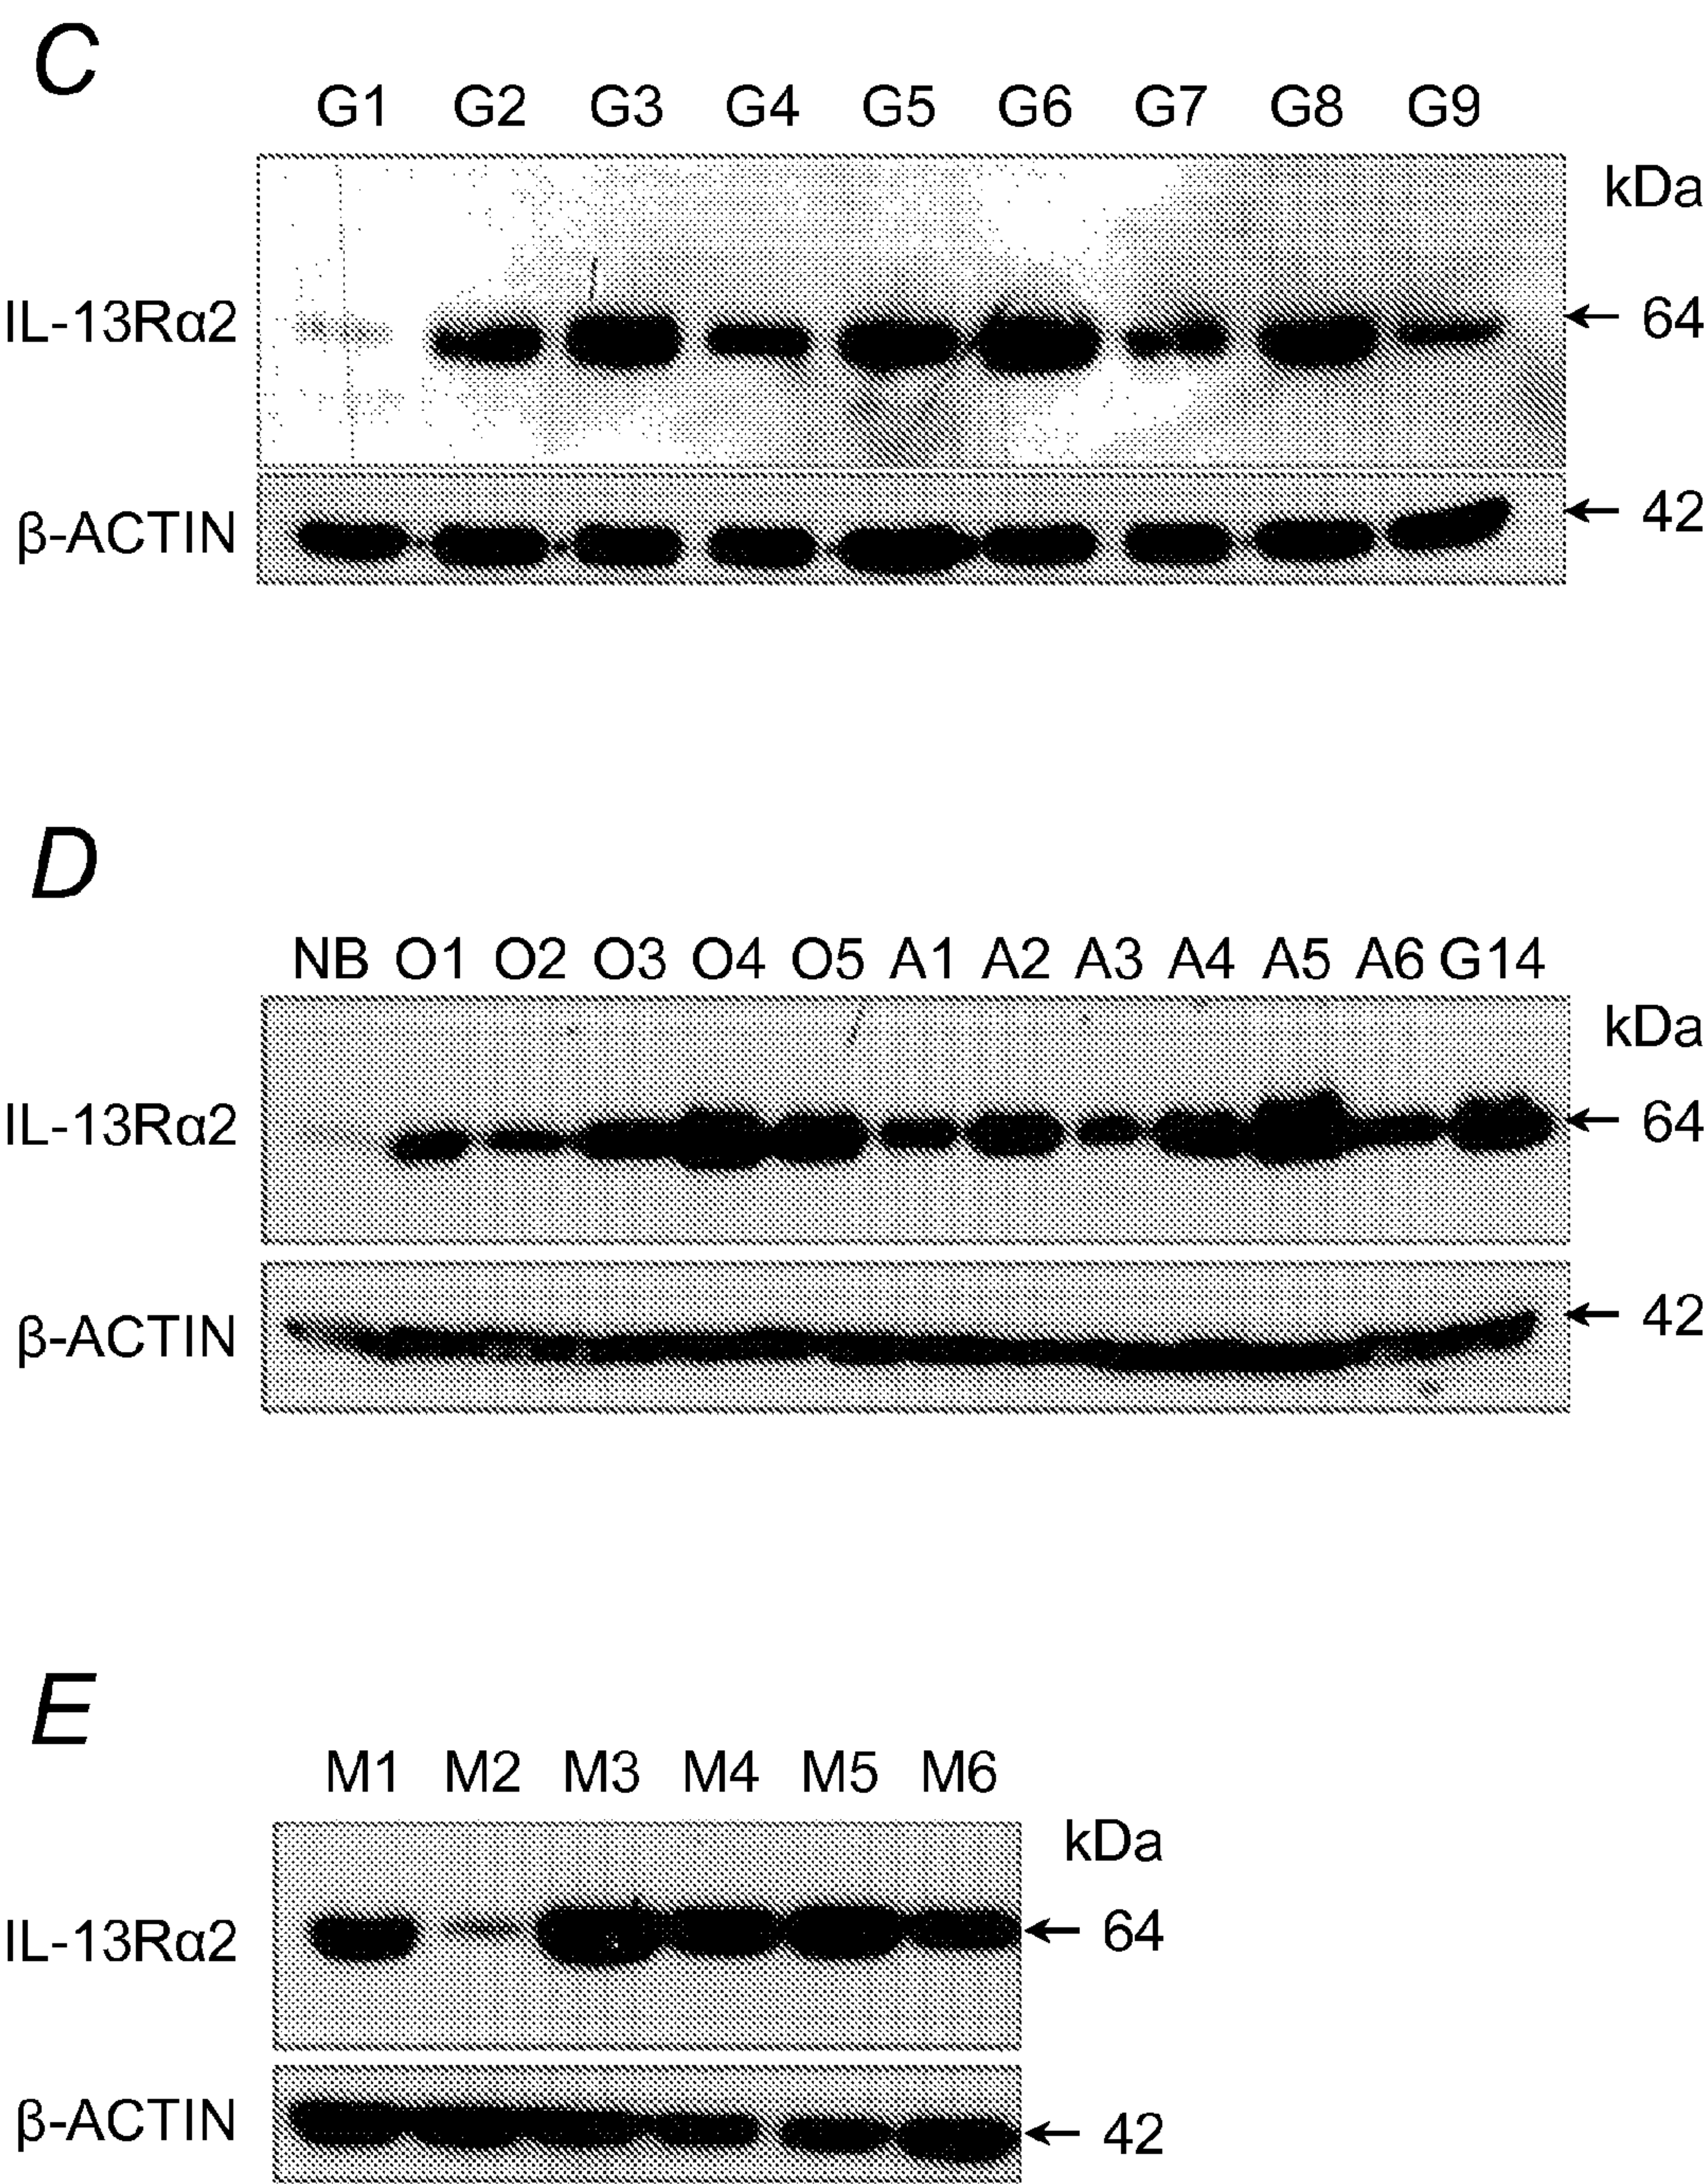 C
G1 G2 G3 G4 G5 G6 G7 G8 G9
kDa
IL-13Rα2 64
β-ACTIN 42
D
NB O1 O2 O3 O4 O5 A1 A2 A3 A4 A5 A6 G14
kDa
IL-13Rα2 64
β-ACTIN 42
E
M1 M2 M3 M4 M5 M6
kDa
IL-13Rα2 64
β-ACTIN 42